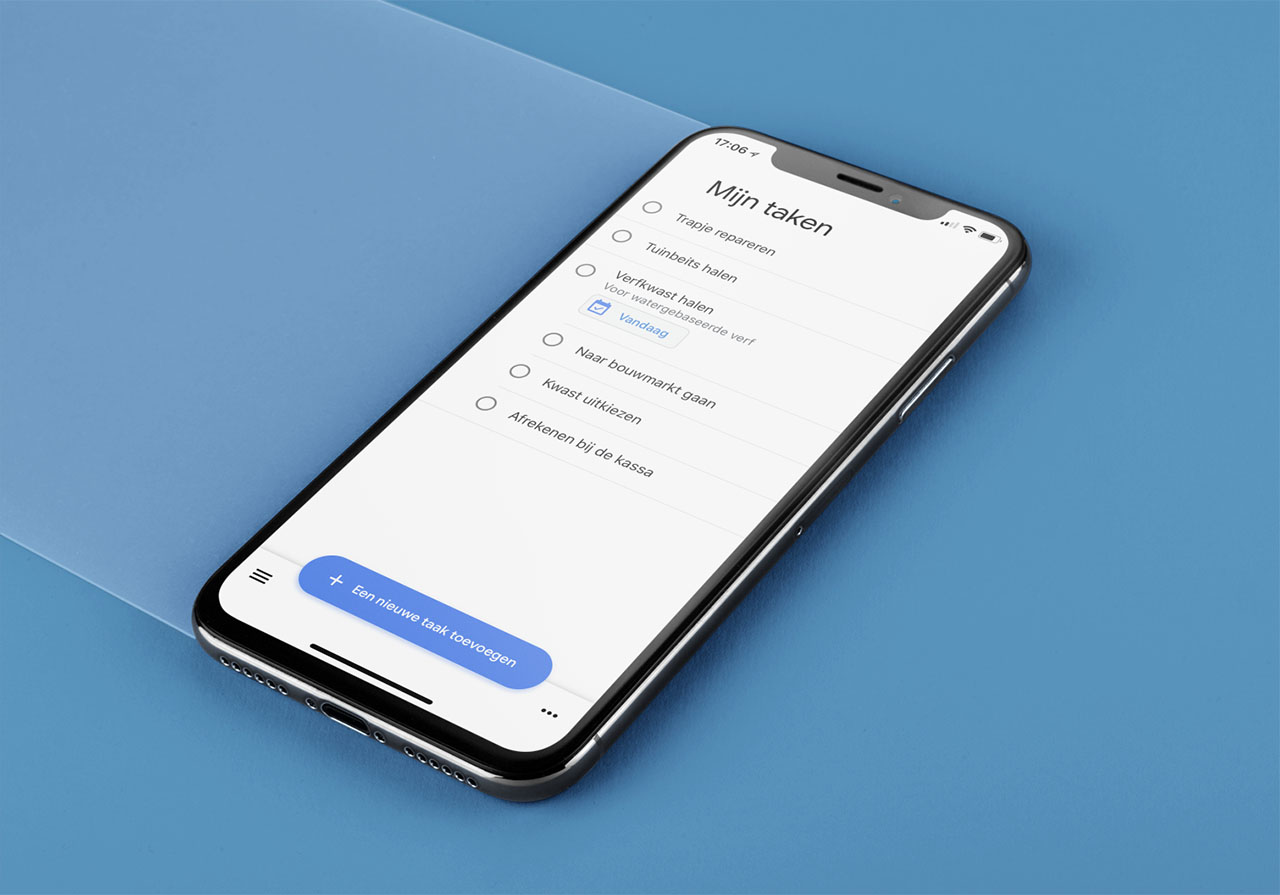 17:06
Mijn taken
Trapje repareren
Tuinbeits halen
Verfkwast halen
Voor watergebaseerde verf
Vandaag
Naar bouwmarkt gaan
Kwast uitkiezen
Afrekenen bij de kassa
+ Een nieuwe taak toevoegen